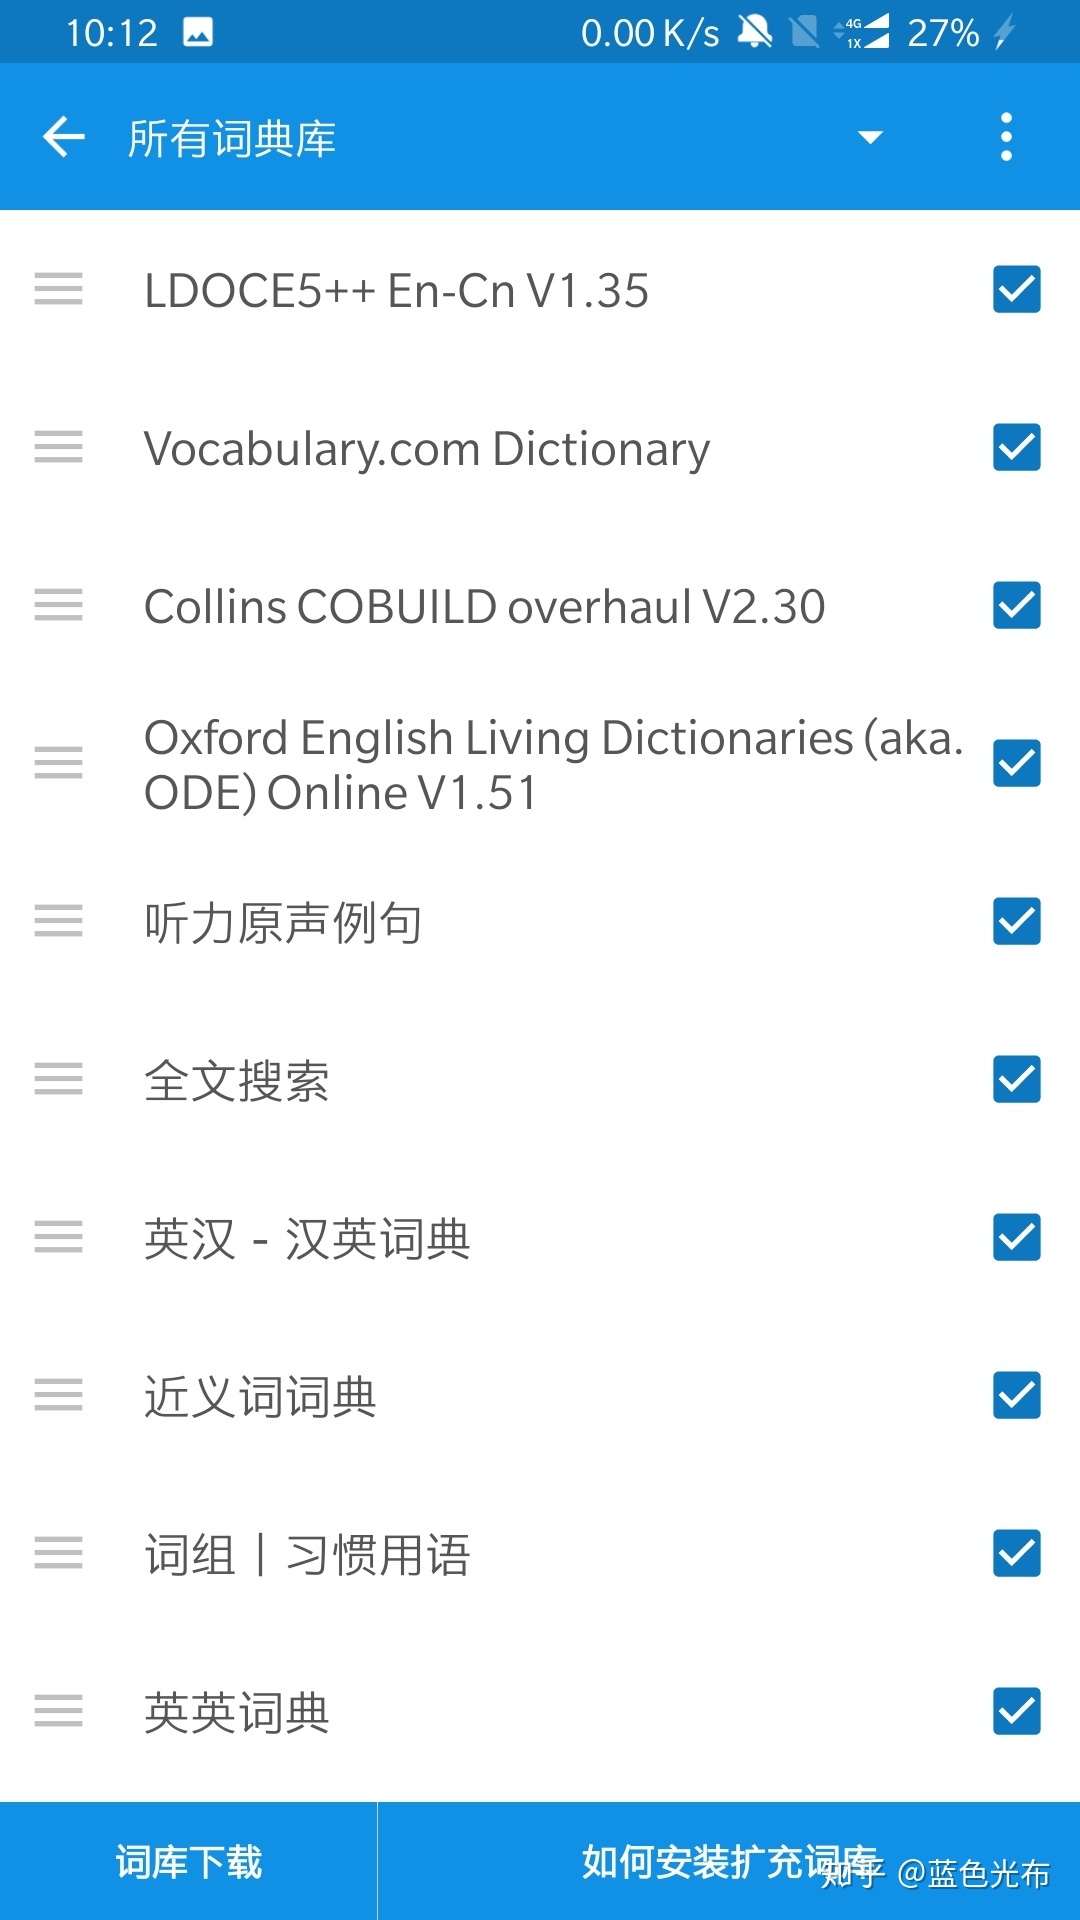 10:12 0.00 K/s 4G 1X 27%
所有词典库
LDOCE5++ En-Cn V1.35
Vocabulary.com Dictionary
Collins COBUILD overhaul V2.30
Oxford English Living Dictionaries (aka.
ODE) Online V1.51
听力原声例句
全文搜索
英汉 - 汉英词典
近义词词典
词组丨习惯用语
英英词典
词库下载 如何安装扩充词库
知乎 @蓝色光布